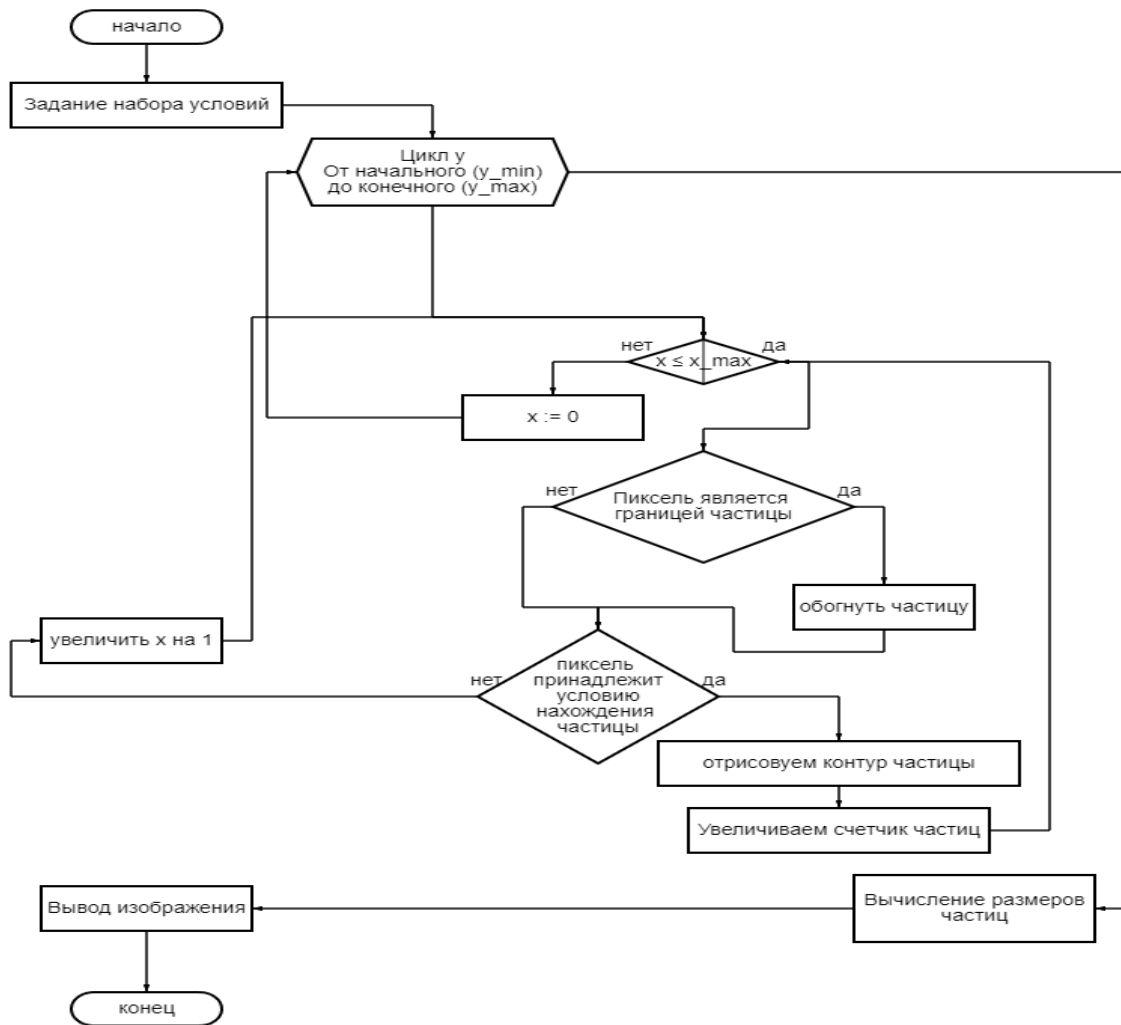 начало
Задание набора условий
Цикл y
От начального (y_min)
до конечного (y_max)
нет
да
x ≤ x_max
x := 0
нет
да
Пиксель является
границей частицы
обогнуть частицу
увеличить x на 1
нет
да
пиксель
принадлежит
условию
нахождения
частицы
отрисовуем контур частицы
Увеличиваем счетчик частиц
Вывод изображения
Вычисление размеров
частиц
конец